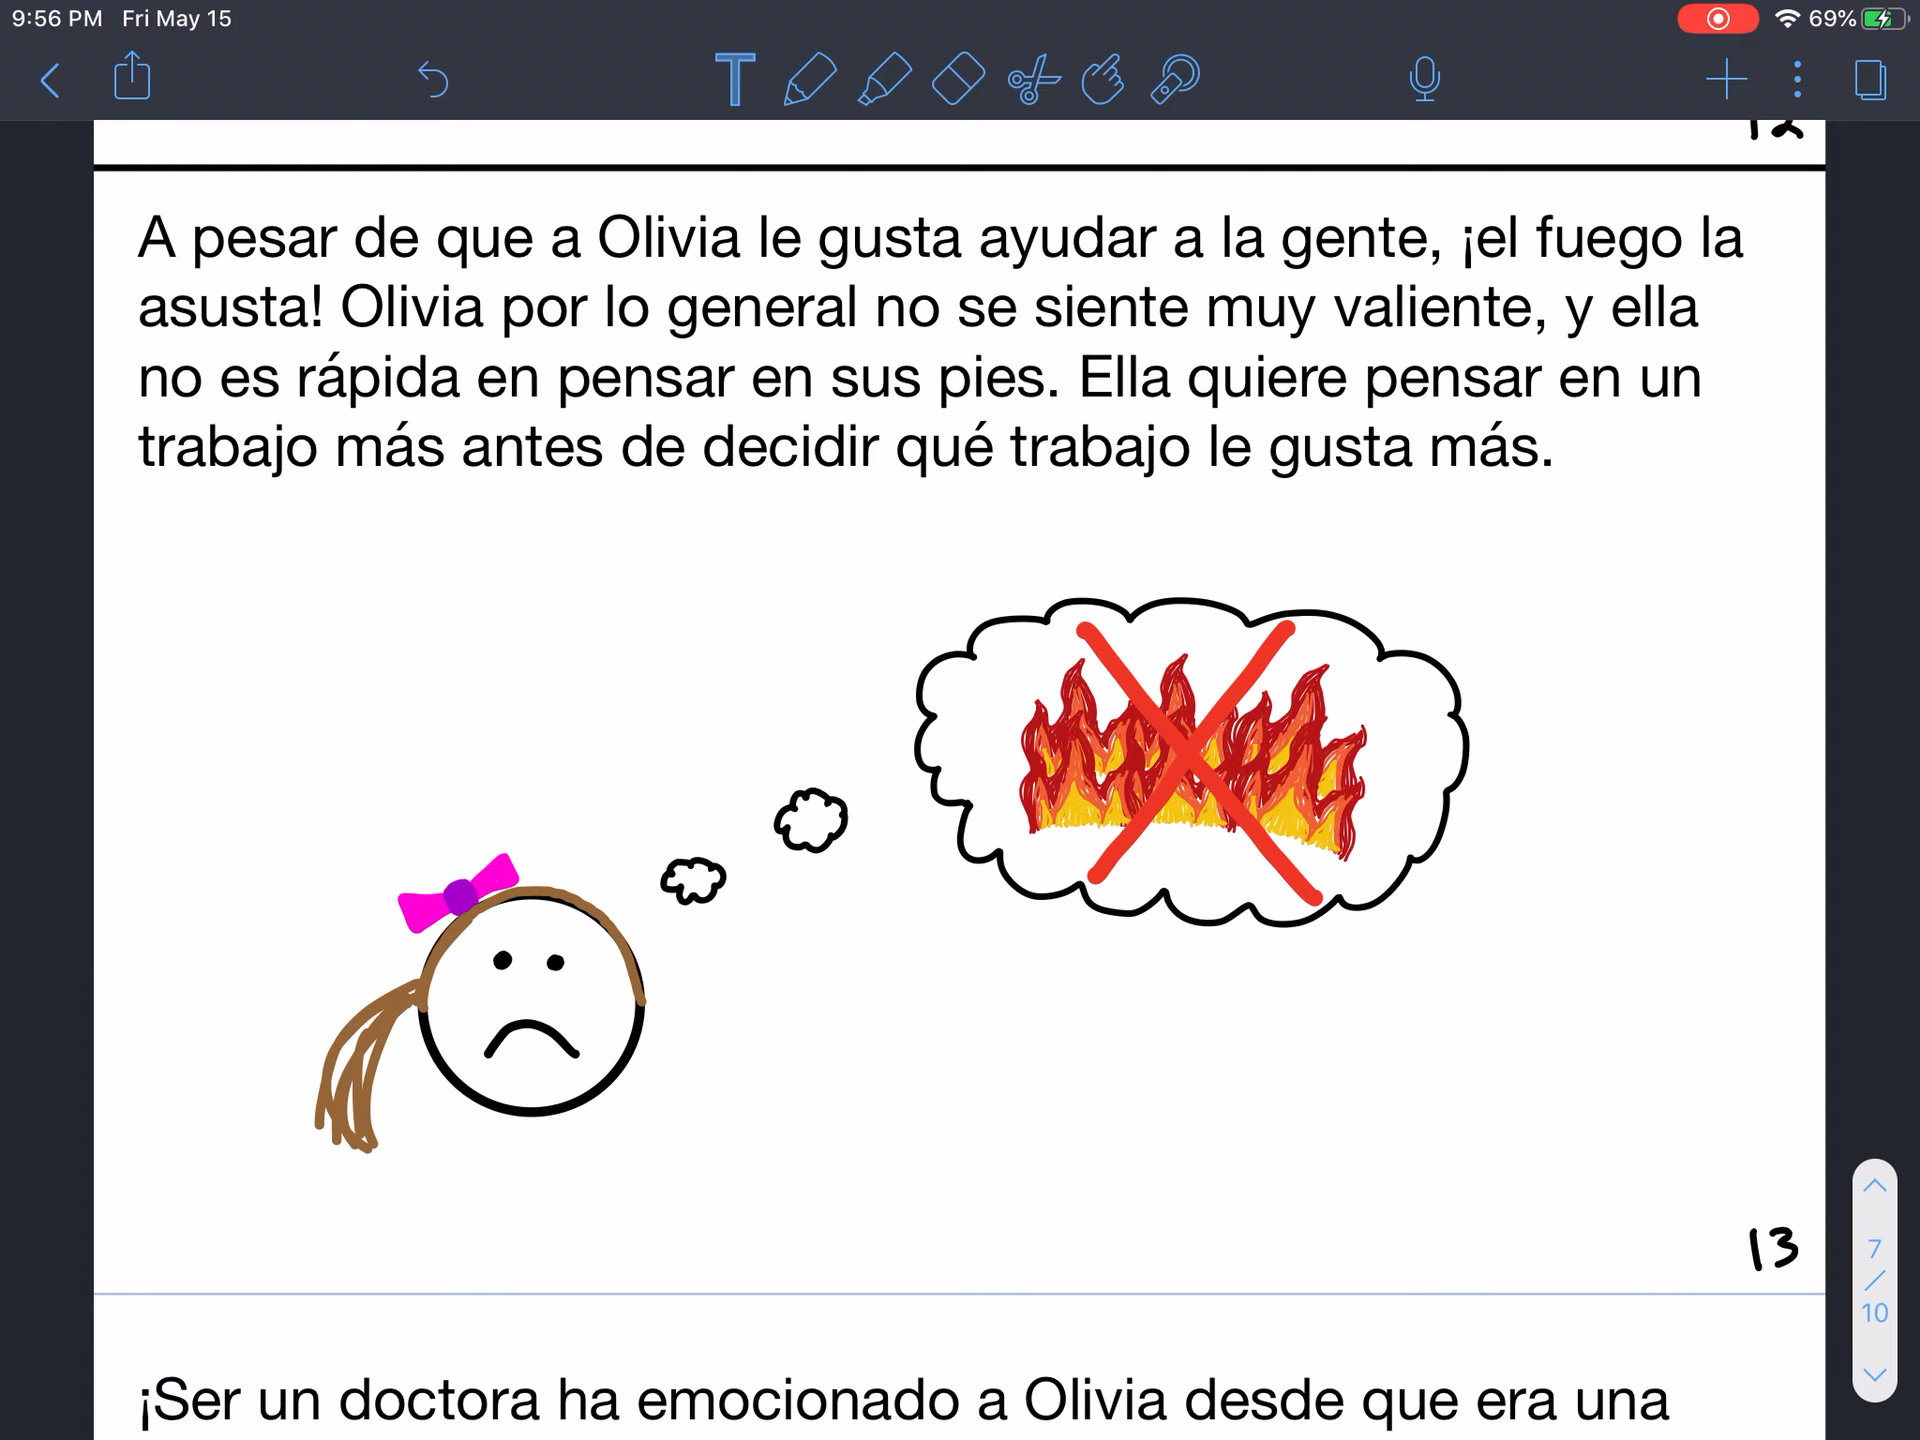 9:56 PM Fri May 15
69%
12
A pesar de que a Olivia le gusta ayudar a la gente, ¡el fuego la
asusta! Olivia por lo general no se siente muy valiente, y ella
no es rápida en pensar en sus pies. Ella quiere pensar en un
trabajo más antes de decidir qué trabajo le gusta más.
13
7
/
10
¡Ser un doctora ha emocionado a Olivia desde que era una